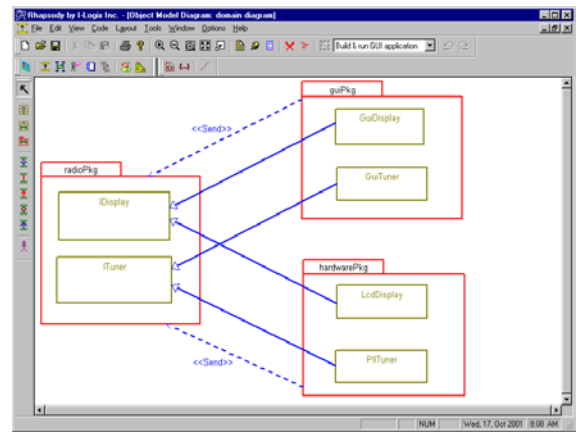 Rhapsody by I-Logix Inc. - [Object Model Diagram: domain diagram]
File Edit View Code Layout Tools Window Options Help
Build & run GUI application
guiPkg
GuiDisplay
<<Send>>
GuiTuner
radioPkg
IDisplay
ITuner
hardwarePkg
LcdDisplay
<<Send>>
PllTuner
NUM Wed, 17, Oct 2001 8:08 AM